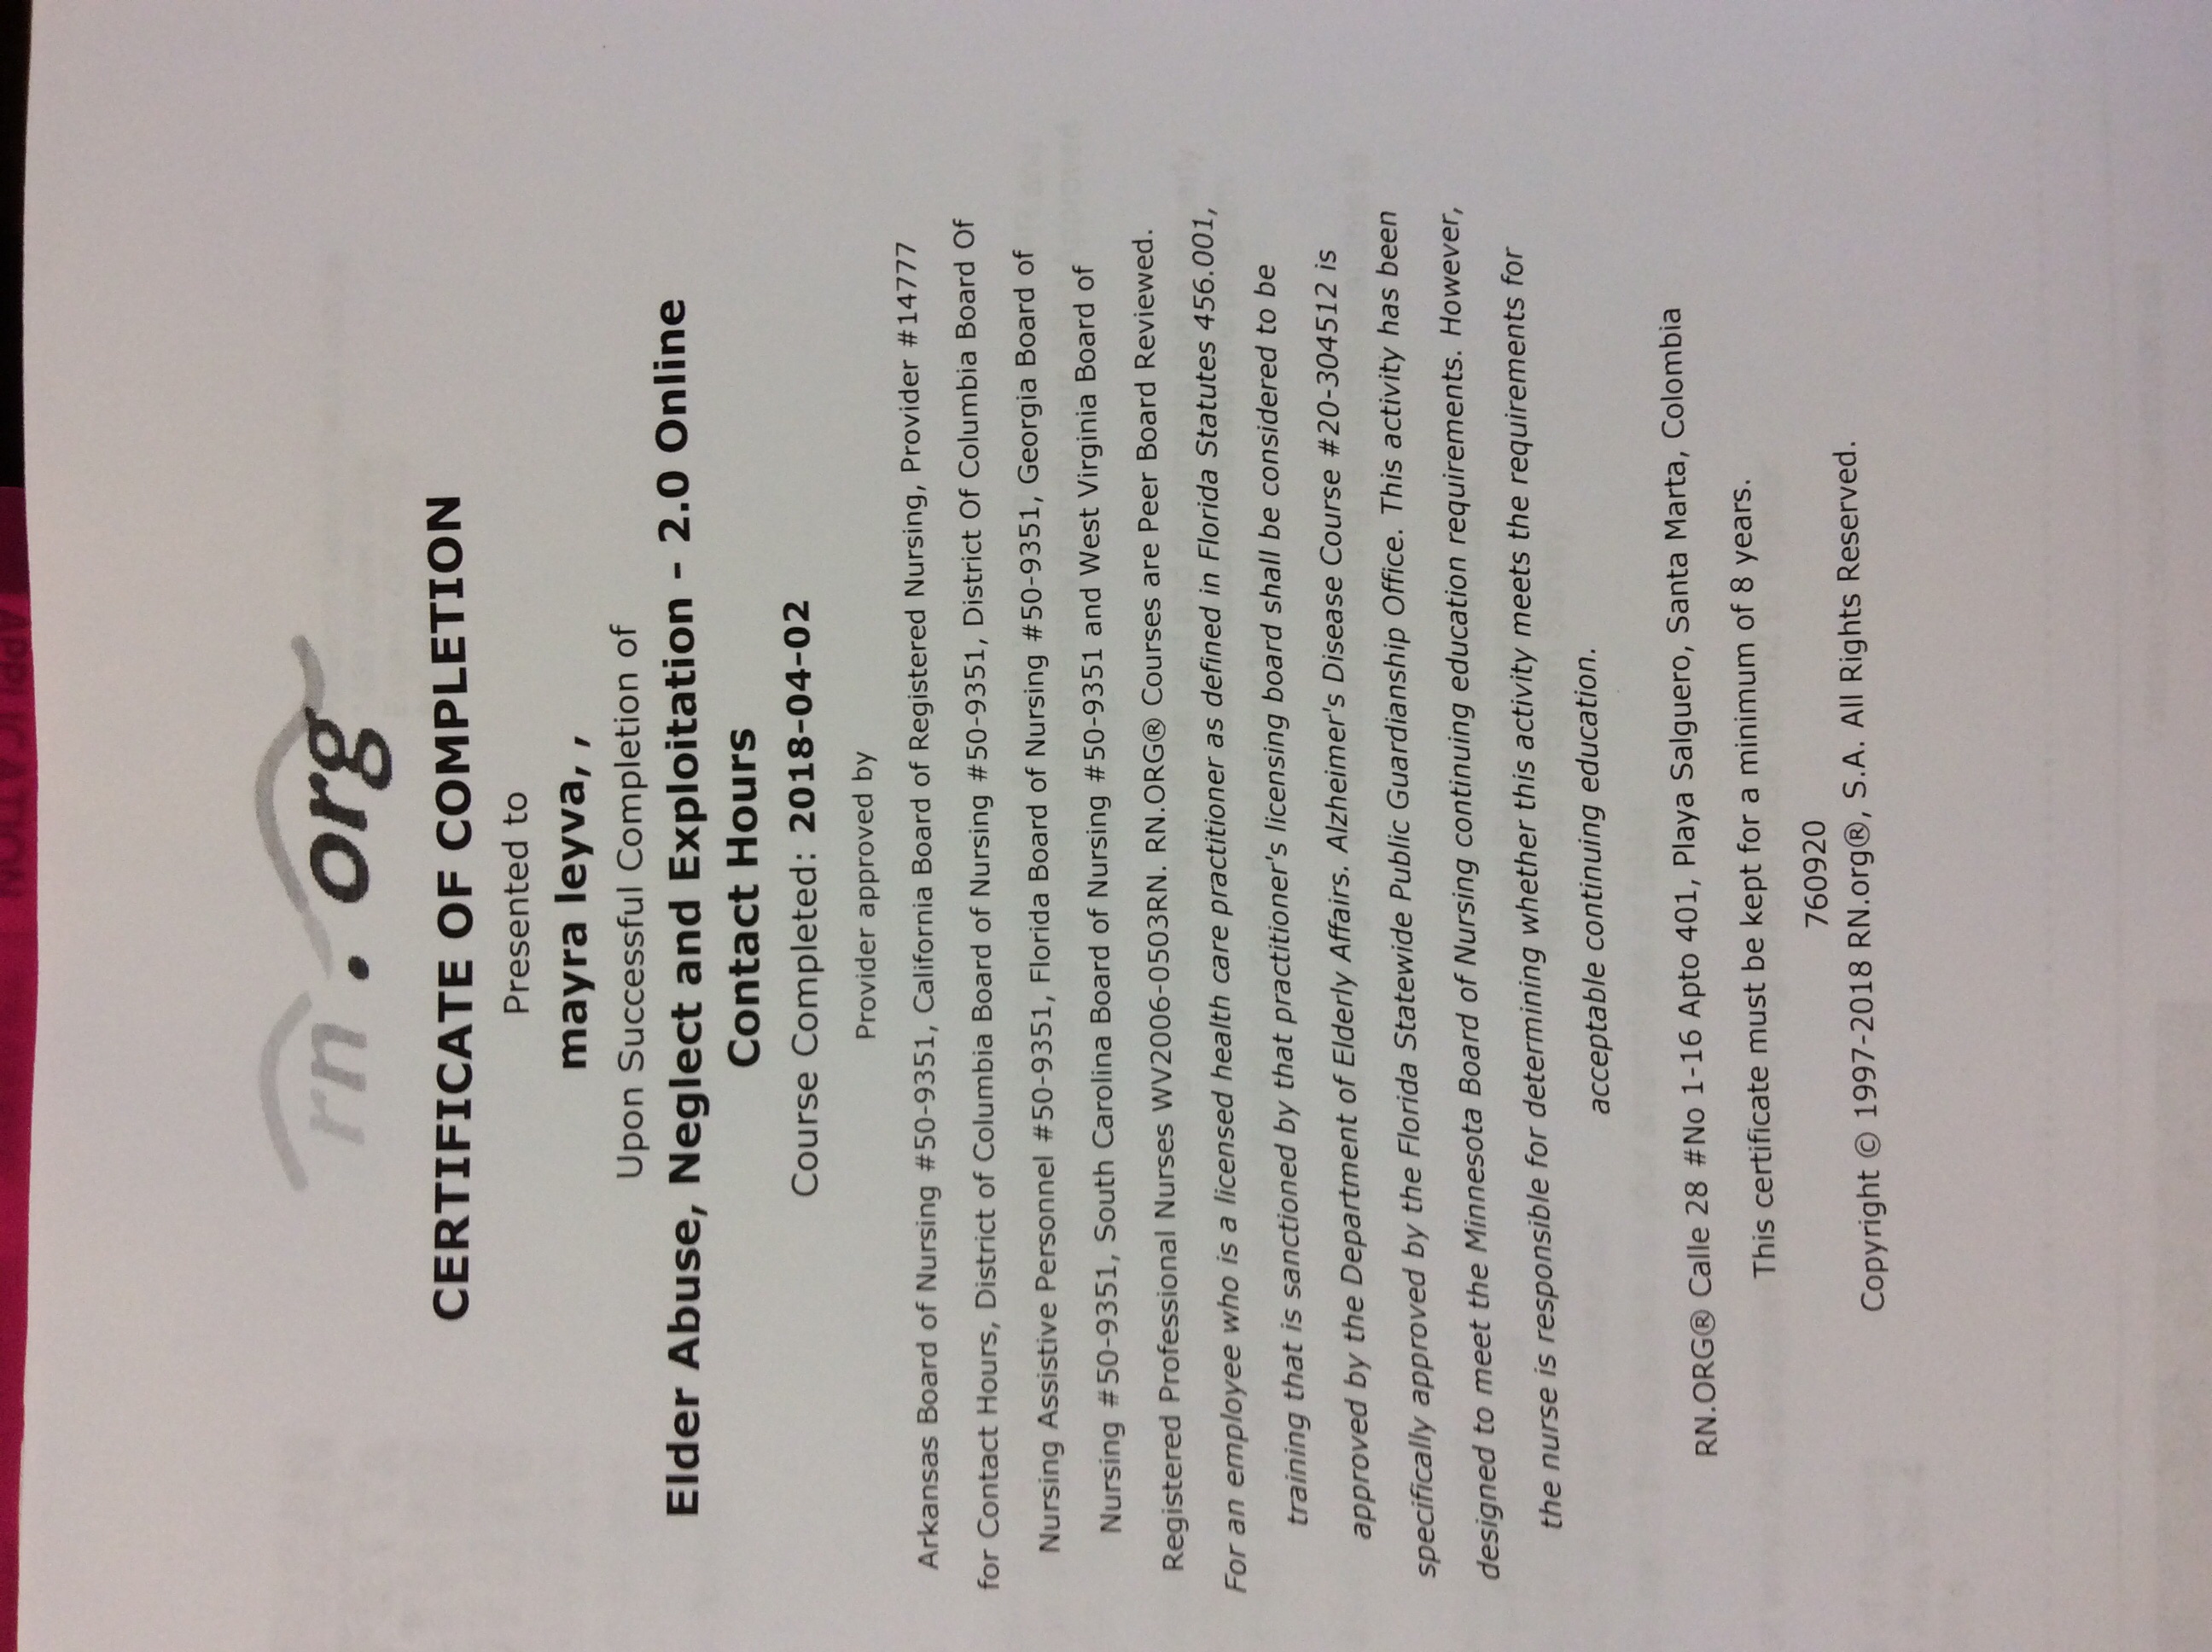 APPLICATION
rn.org
CERTIFICATE OF COMPLETION
Presented to
mayra leyva, ,
Upon Successful Completion of
Elder Abuse, Neglect and Exploitation - 2.0 Online
Contact Hours
Course Completed: 2018-04-02
Provider approved by
Arkansas Board of Nursing #50-9351, California Board of Registered Nursing, Provider #14777
for Contact Hours, District of Columbia Board of Nursing #50-9351, District Of Columbia Board Of
Nursing Assistive Personnel #50-9351, Florida Board of Nursing #50-9351, Georgia Board of
Nursing #50-9351, South Carolina Board of Nursing #50-9351 and West Virginia Board of
Registered Professional Nurses WV2006-0503RN. RN.ORG® Courses are Peer Board Reviewed.
For an employee who is a licensed health care practitioner as defined in Florida Statutes 456.001,
training that is sanctioned by that practitioner's licensing board shall be considered to be
approved by the Department of Elderly Affairs. Alzheimer's Disease Course #20-304512 is
specifically approved by the Florida Statewide Public Guardianship Office. This activity has been
designed to meet the Minnesota Board of Nursing continuing education requirements. However,
the nurse is responsible for determining whether this activity meets the requirements for
acceptable continuing education.
RN.ORG® Calle 28 #No 1-16 Apto 401, Playa Salguero, Santa Marta, Colombia
This certificate must be kept for a minimum of 8 years.
760920
Copyright © 1997-2018 RN.org®, S.A. All Rights Reserved.